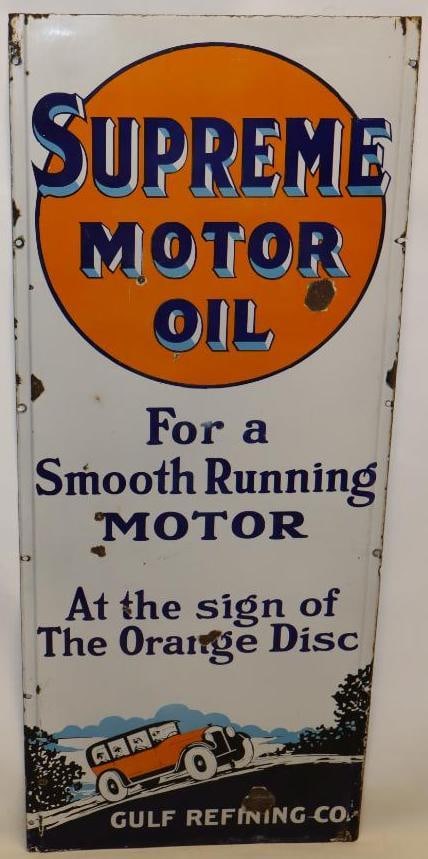 SUPREME
MOTOR
OIL
For a
Smooth Running
MOTOR
At the sign of
The Orange Disc
GULF REFINING CO.